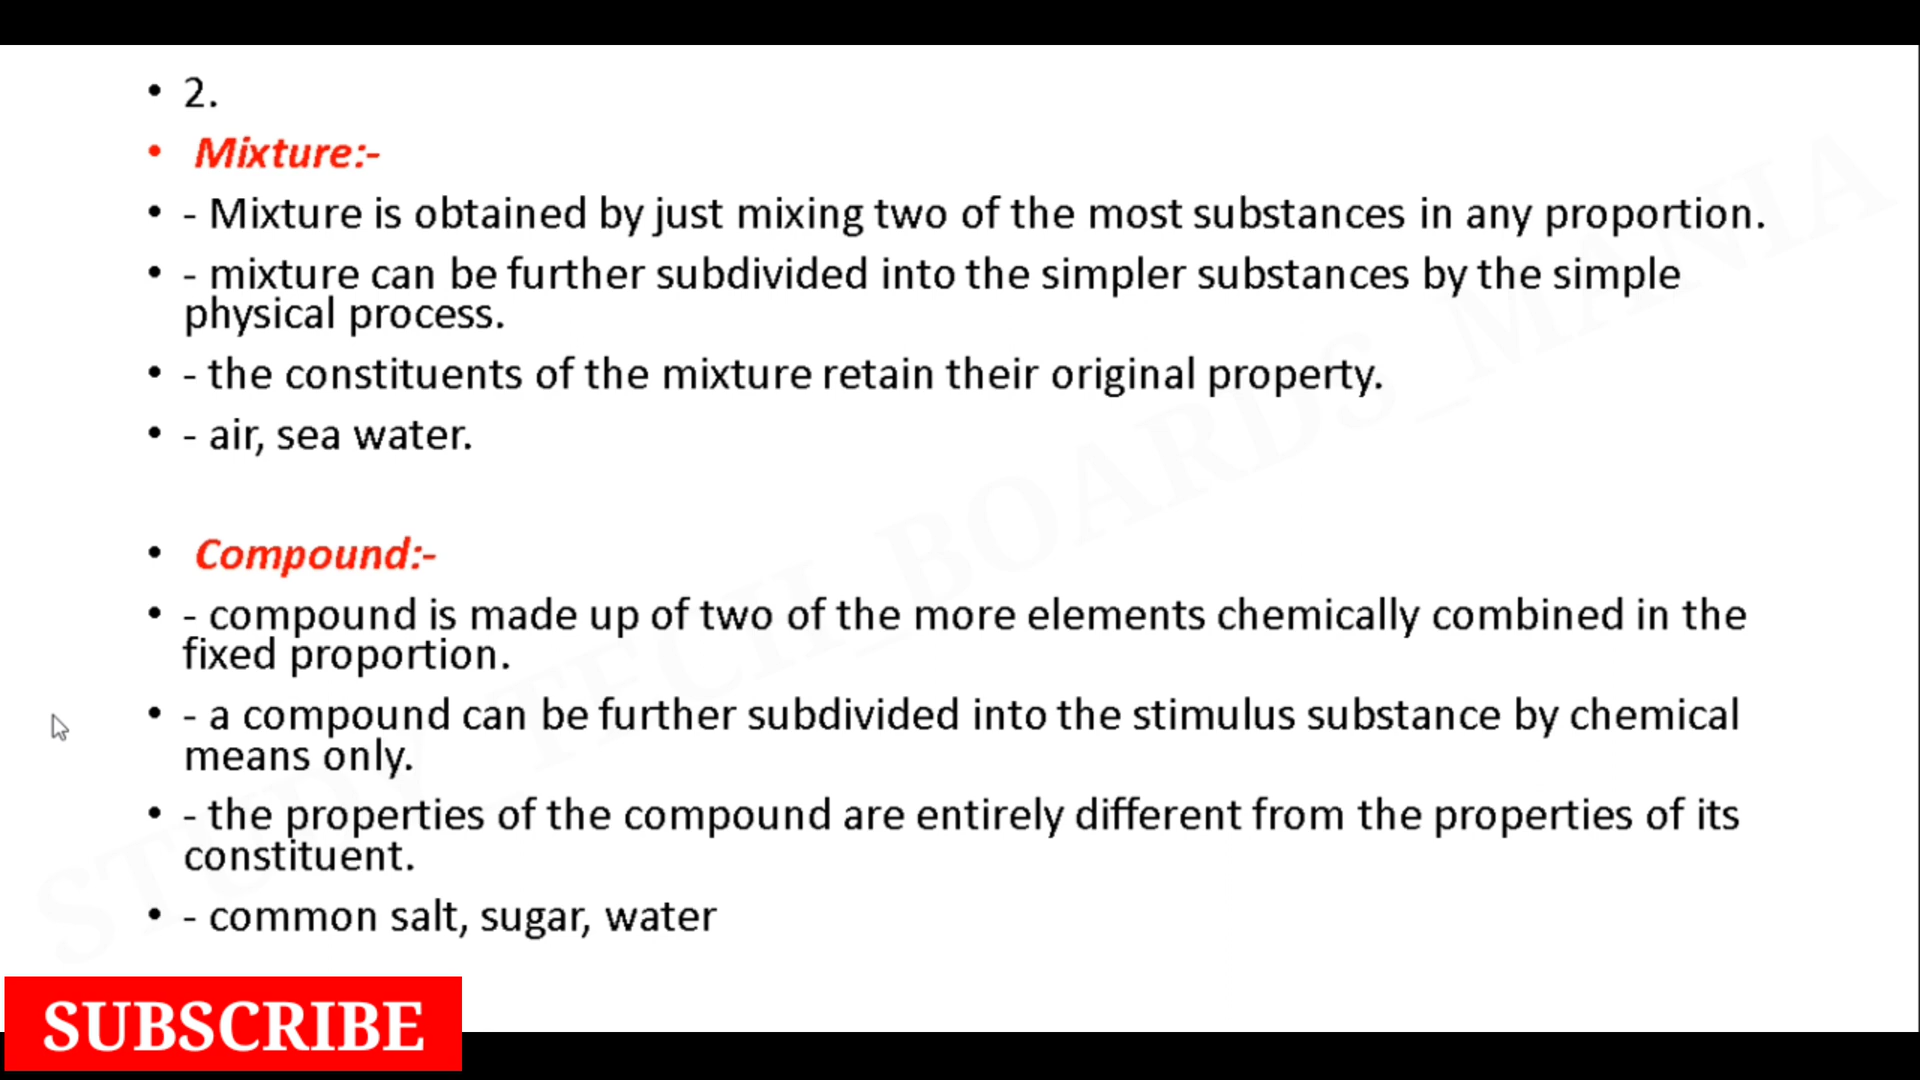 • 2.
• Mixture:-
• - Mixture is obtained by just mixing two of the most substances in any proportion.
• - mixture can be further subdivided into the simpler substances by the simple
physical process.
• - the constituents of the mixture retain their original property.
• - air, sea water.
• Compound:-
• - compound is made up of two of the more elements chemically combined in the
fixed proportion.
• - a compound can be further subdivided into the stimulus substance by chemical
means only.
• - the properties of the compound are entirely different from the properties of its
constituent.
• - common salt, sugar, water
STUDY_TECH_BOARDS_MANIA
SUBSCRIBE